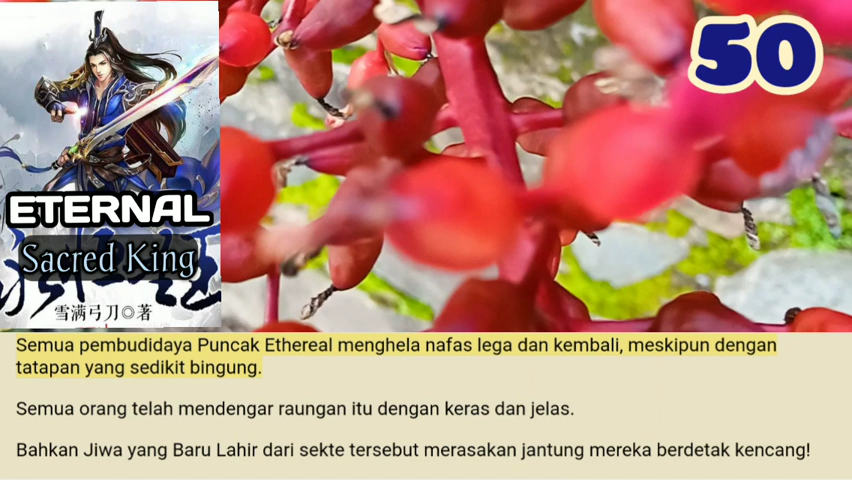 50
ETERNAL
Sacred King
雪满弓刀◎著
Semua pembudidaya Puncak Ethereal menghela nafas lega dan kembali, meskipun dengan
tatapan yang sedikit bingung.
Semua orang telah mendengar raungan itu dengan keras dan jelas.
Bahkan Jiwa yang Baru Lahir dari sekte tersebut merasakan jantung mereka berdetak kencang!